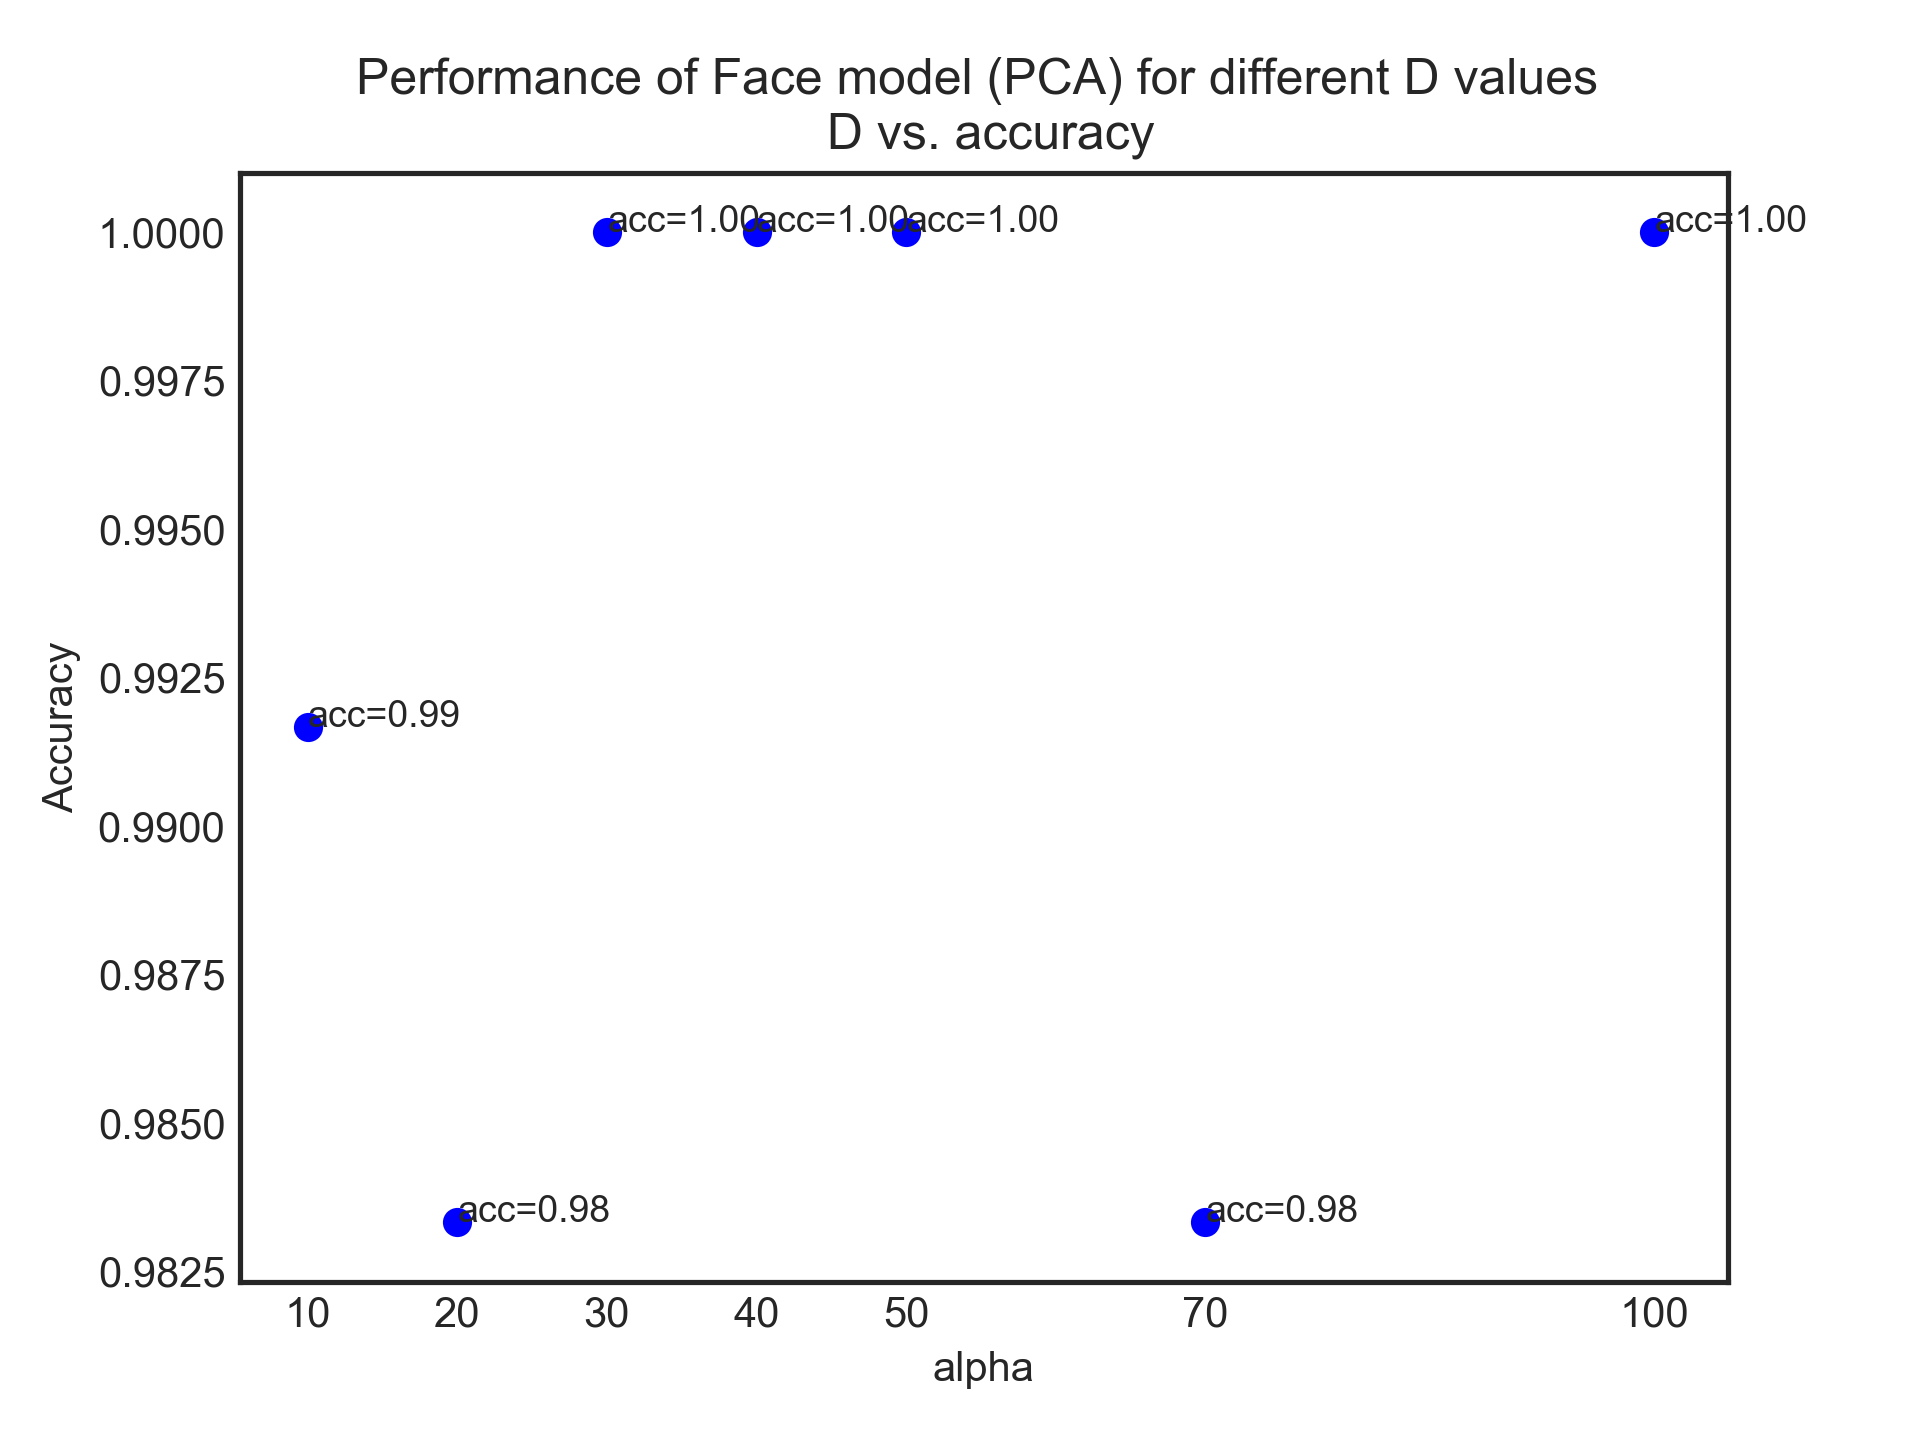 Performance of Face model (PCA) for different D values
D vs. accuracy
1.0000
0.9975
0.9950
0.9925
0.9900
0.9875
0.9850
0.9825
Accuracy
acc=1.00
acc=1.00
acc=1.00
acc=1.00
acc=0.99
acc=0.98
acc=0.98
10 20 30 40 50 70 100
alpha